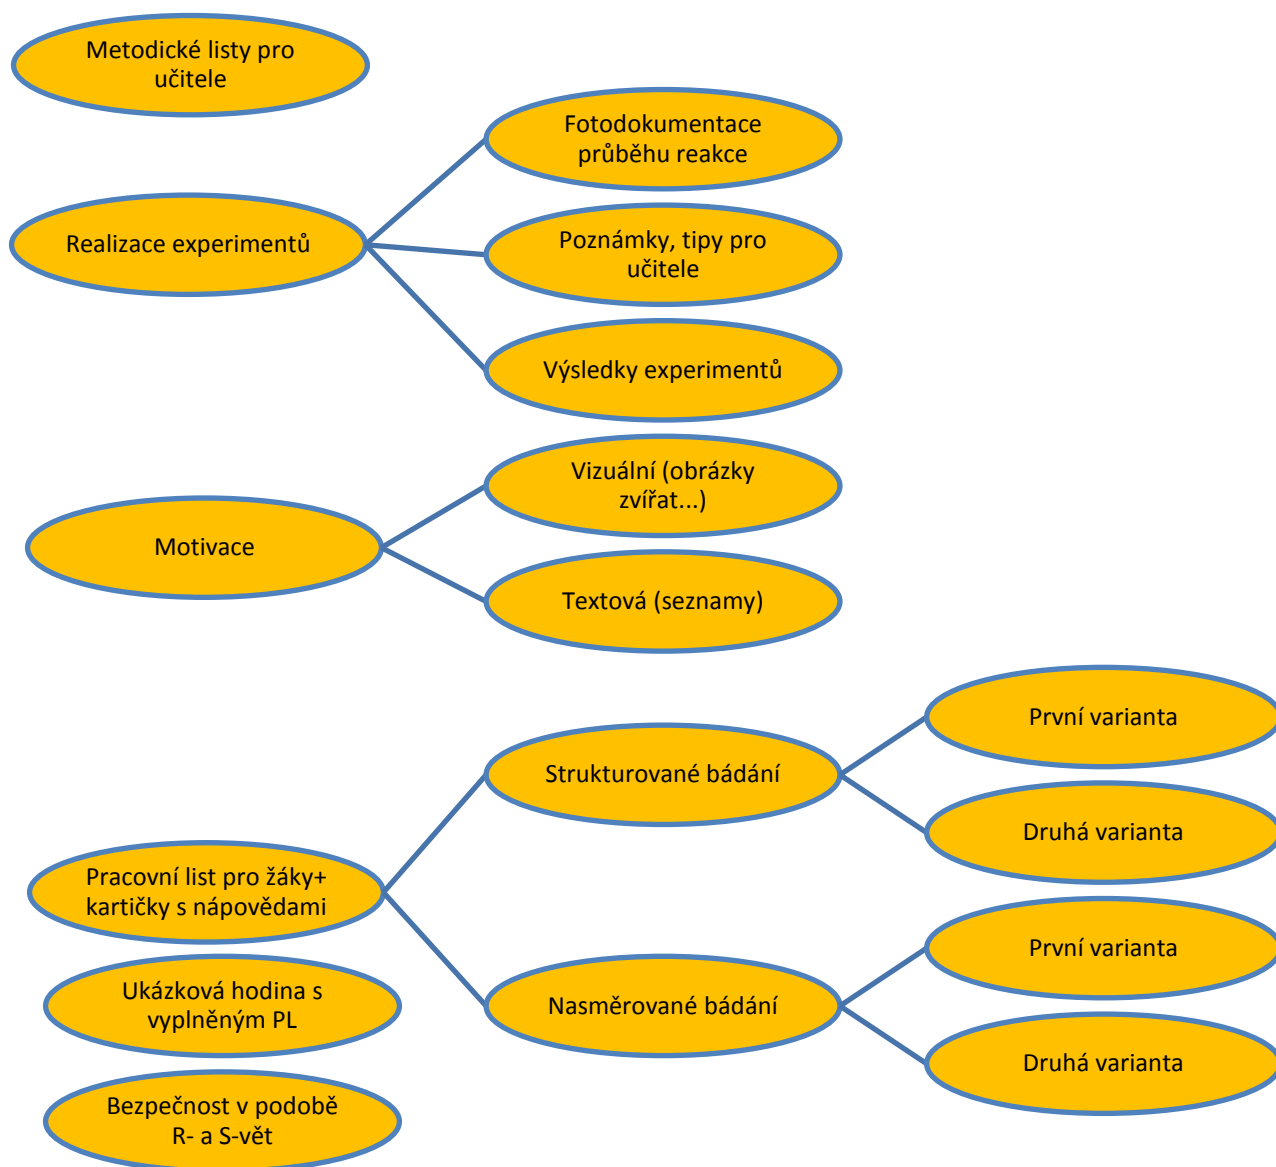 Metodické listy pro
učitele
Realizace experimentů
Fotodokumentace
průběhu reakce
Poznámky, tipy pro
učitele
Výsledky experimentů
Motivace
Vizuální (obrázky
zvířat...)
Textová (seznamy)
Pracovní list pro žáky+
kartičky s nápovědami
Strukturované bádání
První varianta
Druhá varianta
Nasměrované bádání
První varianta
Druhá varianta
Ukázková hodina s
vyplněným PL
Bezpečnost v podobě
R- a S-vět